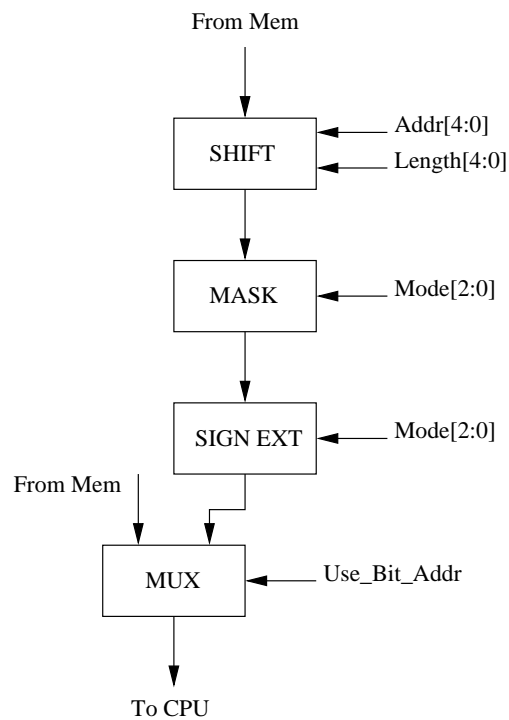 From Mem
Addr[4:0]
SHIFT
Length[4:0]
MASK
Mode[2:0]
SIGN EXT
Mode[2:0]
From Mem
MUX
Use_Bit_Addr
To CPU